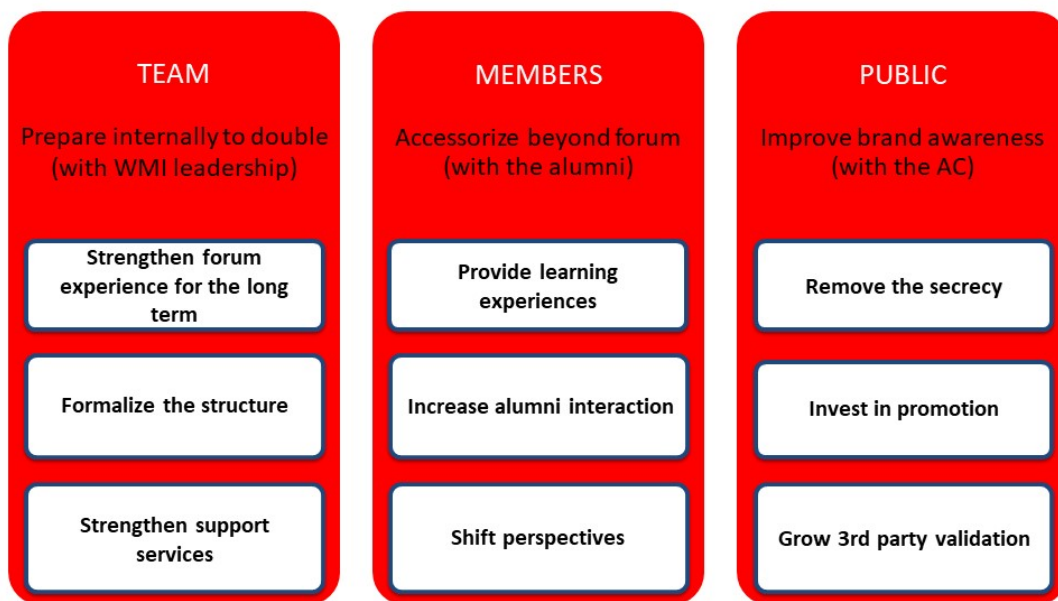 TEAM
Prepare internally to double
(with WMI leadership)
Strengthen forum
experience for the long
term
Formalize the structure
Strengthen support
services
MEMBERS
Accessorize beyond forum
(with the alumni)
Provide learning
experiences
Increase alumni interaction
Shift perspectives
PUBLIC
Improve brand awareness
(with the AC)
Remove the secrecy
Invest in promotion
Grow 3rd party validation